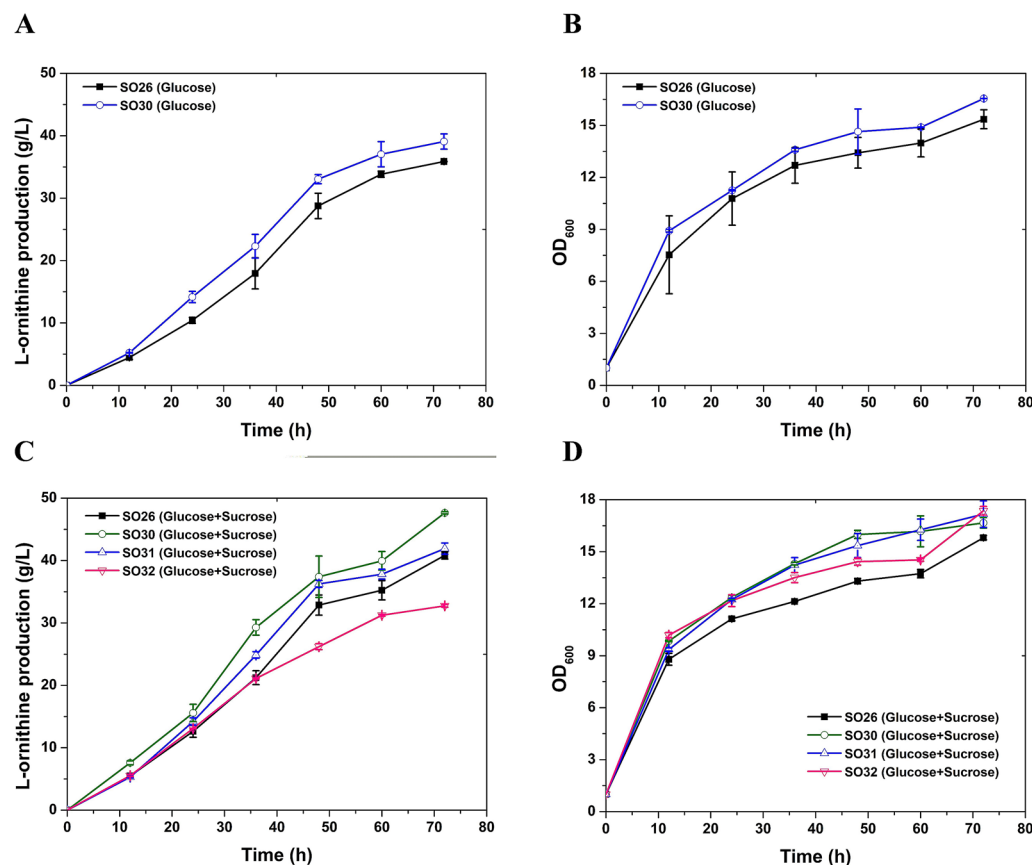 A
50
40
30
20
10
0
L-ornithine production (g/L)
SO26 (Glucose)
SO30 (Glucose)
0 10 20 30 40 50 60 70 80
Time (h)
B
18
15
12
9
6
3
0
OD600
SO26 (Glucose)
SO30 (Glucose)
0 10 20 30 40 50 60 70 80
Time (h)
C
50
40
30
20
10
0
L-ornithine production (g/L)
SO26 (Glucose+Sucrose)
SO30 (Glucose+Sucrose)
SO31 (Glucose+Sucrose)
SO32 (Glucose+Sucrose)
0 10 20 30 40 50 60 70 80
Time (h)
D
18
15
12
9
6
3
0
OD600
SO26 (Glucose+Sucrose)
SO30 (Glucose+Sucrose)
SO31 (Glucose+Sucrose)
SO32 (Glucose+Sucrose)
0 10 20 30 40 50 60 70 80
Time (h)